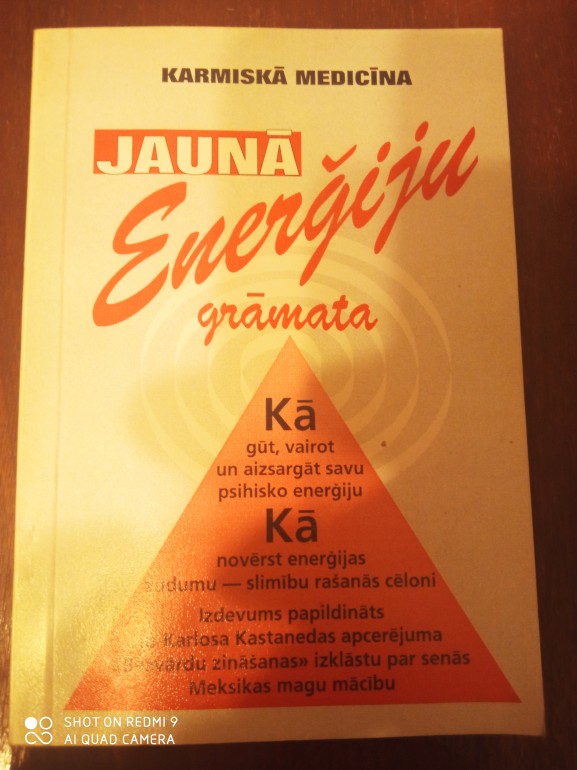 KARMISKĀ MEDICĪNA
JAUNĀ
Enerģiju
grāmata
Kā
gūt, vairot
un aizsargāt savu
psihisko enerģiju
Kā
novērst enerģijas
— slimību rašanās cēloni
Izdevums papildināts
Karlosa Kastanedas apcerējuma
zināšanas» izklāstu par senās
Meksikas magu mācību
SHOT ON REDMI 9
AI QUAD CAMERA